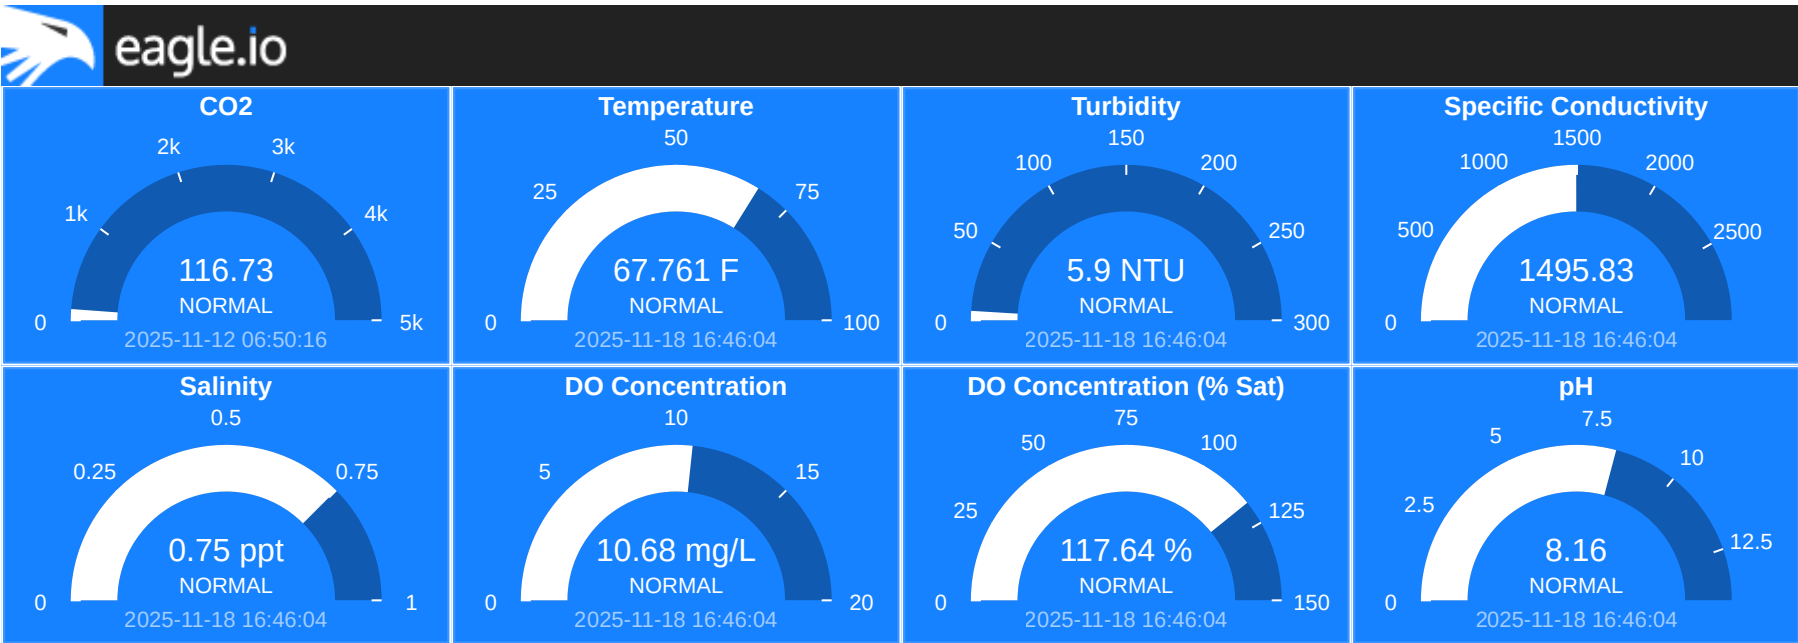 eagle.io
CO2
2k
3k
1k
4k
116.73
NORMAL
0
5k
2025-11-12 06:50:16
Temperature
50
25
75
67.761 F
NORMAL
0
100
2025-11-18 16:46:04
Turbidity
150
100
200
50
250
5.9 NTU
NORMAL
0
300
2025-11-18 16:46:04
Specific Conductivity
1500
1000
2000
500
2500
1495.83
NORMAL
0
2025-11-18 16:46:04
Salinity
0.5
0.25
0.75
0.75 ppt
NORMAL
0
1
2025-11-18 16:46:04
DO Concentration
10
5
15
10.68 mg/L
NORMAL
0
20
2025-11-18 16:46:04
DO Concentration (% Sat)
75
50
100
25
125
117.64 %
NORMAL
0
150
2025-11-18 16:46:04
pH
7.5
5
10
2.5
12.5
8.16
NORMAL
0
2025-11-18 16:46:04